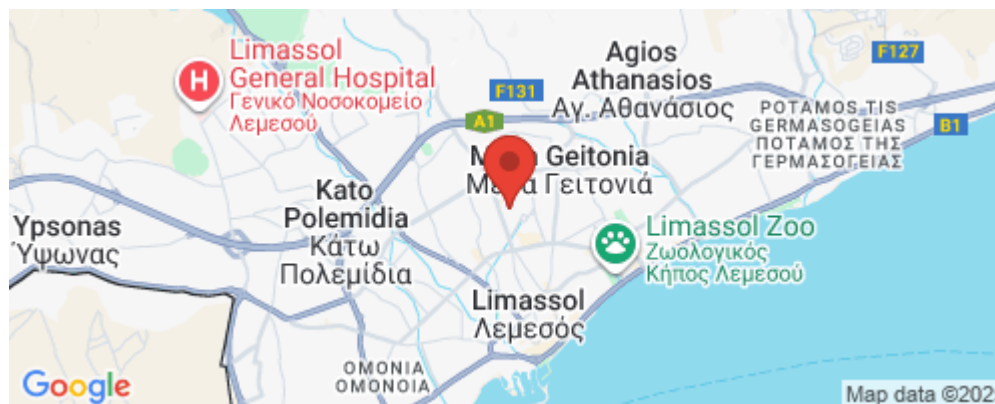 Limassol
General Hospital
Γενικό Νοσοκομείο
Λεμεσού
F131
A1
Agios
Athanasios
Αγ. Αθανάσιος
F127
POTAMOS TIS
GERMASOGEIAS
ΠΟΤΑΜΟΣ ΤΗΣ
ΓΕΡΜΑΣΟΓΕΙΑΣ
B1
Geitonia
Γειτονιά
Kato
Polemidia
Κάτω
Πολεμίδια
Ypsonas
Ύψωνας
Limassol Zoo
Ζωολογικός
Κήπος Λεμεσού
Limassol
Λεμεσός
OMONIA
ΟΜΟΝΟΙΑ
Google
Map data ©202